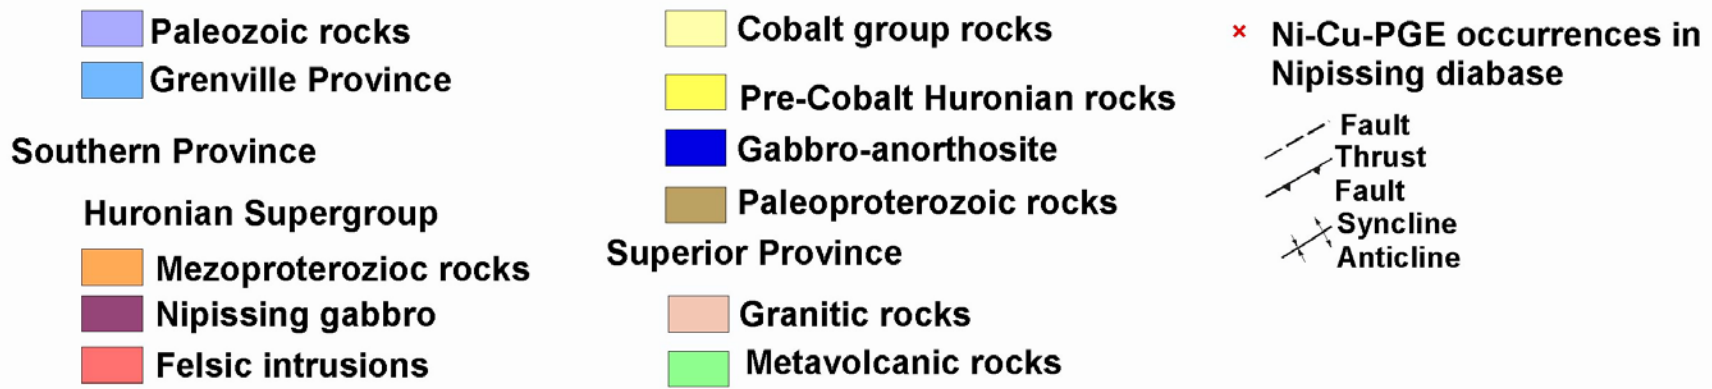 Paleozoic rocks
Grenville Province
Southern Province
Huronian Supergroup
Mezoproterozioc rocks
Nipissing gabbro
Felsic intrusions
Cobalt group rocks
Pre-Cobalt Huronian rocks
Gabbro-anorthosite
Paleoproterozoic rocks
Superior Province
Granitic rocks
Metavolcanic rocks
Ni-Cu-PGE occurrences in
Nipissing diabase
Fault
Thrust
Fault
Syncline
Anticline